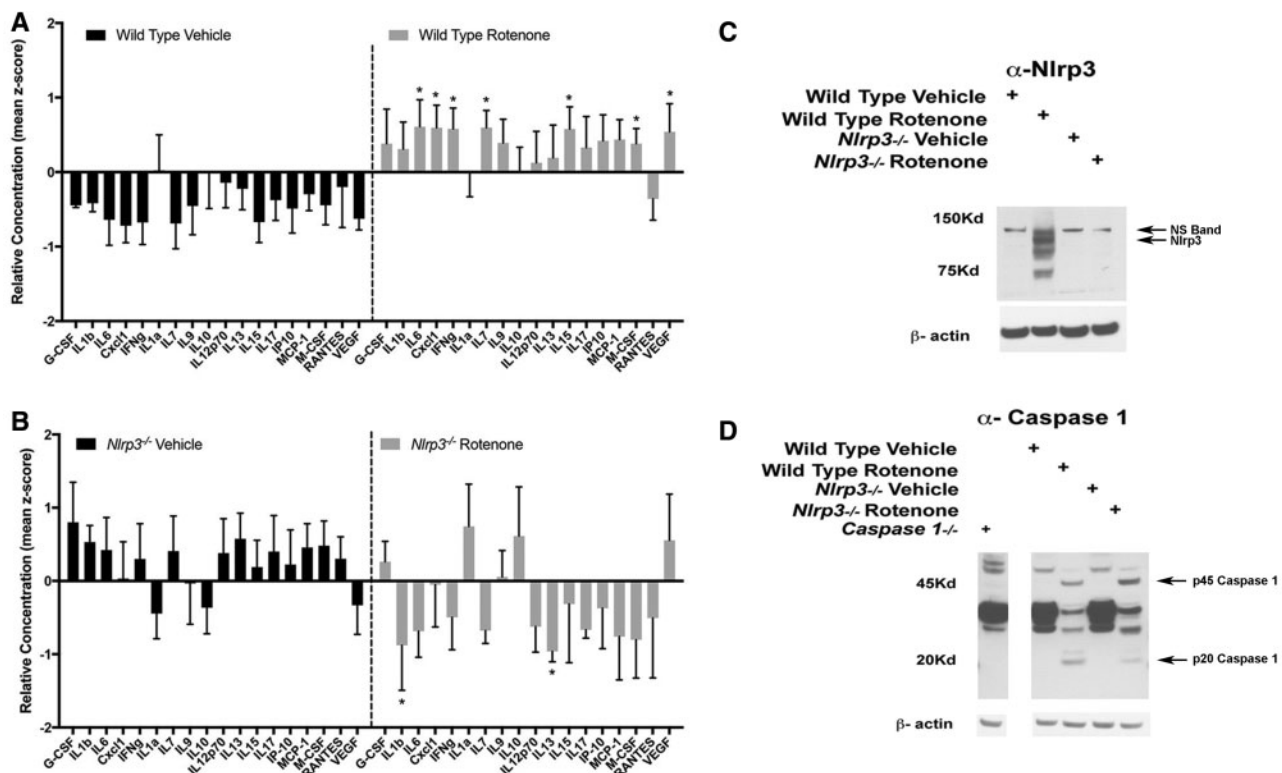 A
Relative Concentration (mean z-score)
2
1
0
-1
-2
Wild Type Vehicle
Wild Type Rotenone
* * * * * * *
G-CSF IL1b IL6 Cxcl1 IFNg IL1a IL7 IL9 IL10 IL12p70 IL13 IL15 IL17 IP10 MCP-1 M-CSF RANTES VEGF
G-CSF IL1b IL6 Cxcl1 IFNg IL1a IL7 IL9 IL10 IL12p70 IL13 IL15 IL17 IP10 MCP-1 M-CSF RANTES VEGF
B
Relative Concentration (mean z-score)
2
1
0
-1
-2
Nlrp3-/- Vehicle
Nlrp3-/- Rotenone
* *
G-CSF IL1b IL6 Cxcl1 IFNg IL1a IL7 IL9 IL10 IL12p70 IL13 IL15 IL17 IP-10 MCP-1 M-CSF RANTES VEGF
G-CSF IL1b IL6 Cxcl1 IFNg IL1a IL7 IL9 IL10 IL12p70 IL13 IL15 IL17 IP-10 MCP-1 M-CSF RANTES VEGF
C
α-Nlrp3
Wild Type Vehicle +
Wild Type Rotenone +
Nlrp3-/- Vehicle +
Nlrp3-/- Rotenone +
150Kd
NS Band
Nlrp3
75Kd
β- actin
D
α- Caspase 1
Wild Type Vehicle +
Wild Type Rotenone +
Nlrp3-/- Vehicle +
Nlrp3-/- Rotenone +
Caspase 1-/- +
45Kd
p45 Caspase 1
20Kd
p20 Caspase 1
β- actin